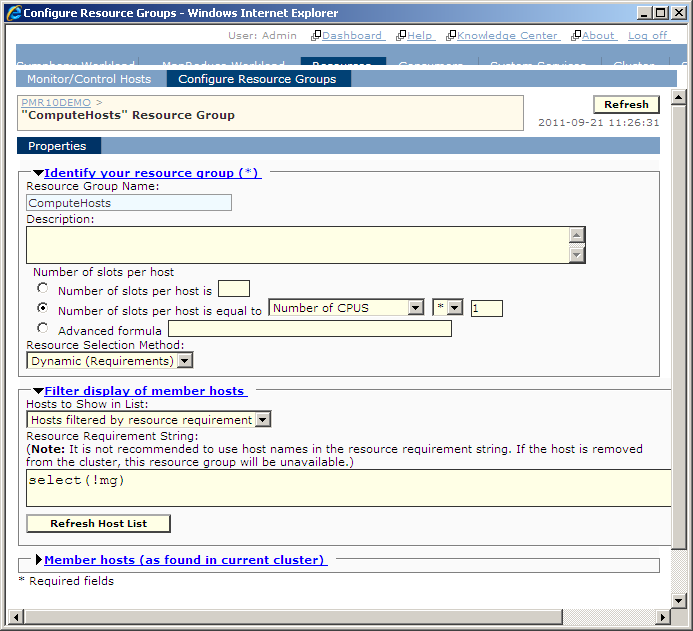 Configure Resource Groups - Windows Internet Explorer
User: Admin Dashboard Help Knowledge Center About Log off
Symphony Workload MapReduce Workload Resources Consumers System Services Cluster
Monitor/Control Hosts Configure Resource Groups
PMR10DEMO >
"ComputeHosts" Resource Group
Refresh
2011-09-21 11:26:31
Properties
Identify your resource group (*)
Resource Group Name:
ComputeHosts
Description:
Number of slots per host
Number of slots per host is
Number of slots per host is equal to Number of CPUS * 1
Advanced formula
Resource Selection Method:
Dynamic (Requirements)
Filter display of member hosts
Hosts to Show in List:
Hosts filtered by resource requirement
Resource Requirement String:
(Note: It is not recommended to use host names in the resource requirement string. If the host is removed
from the cluster, this resource group will be unavailable.)
select(!mg)
Refresh Host List
Member hosts (as found in current cluster)
* Required fields